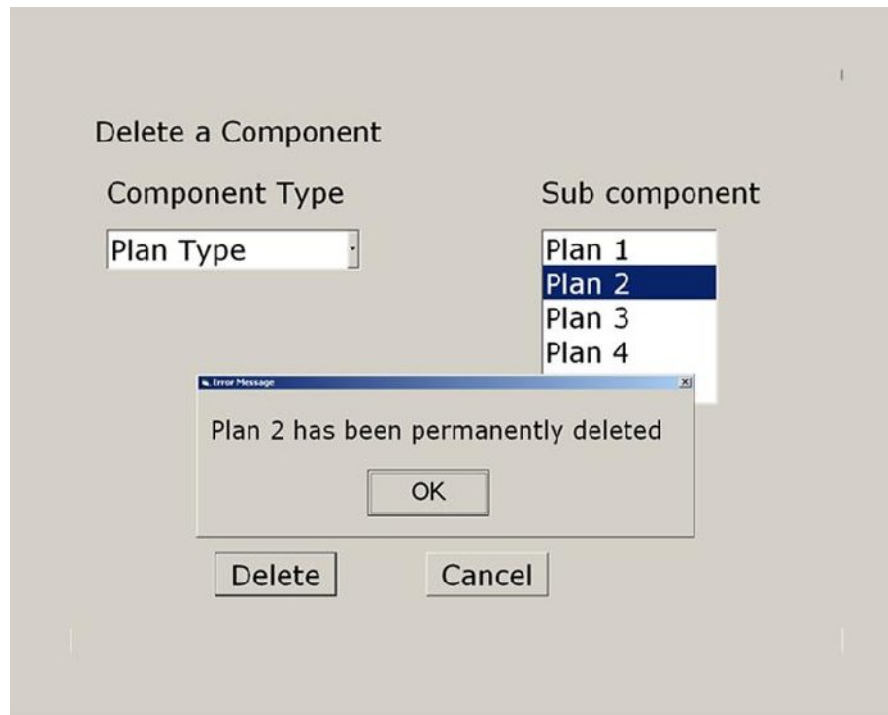 Delete a Component
Component Type
Sub component
Plan Type
Plan 1
Plan 2
Plan 3
Plan 4
Error Message
Plan 2 has been permanently deleted
OK
Delete
Cancel